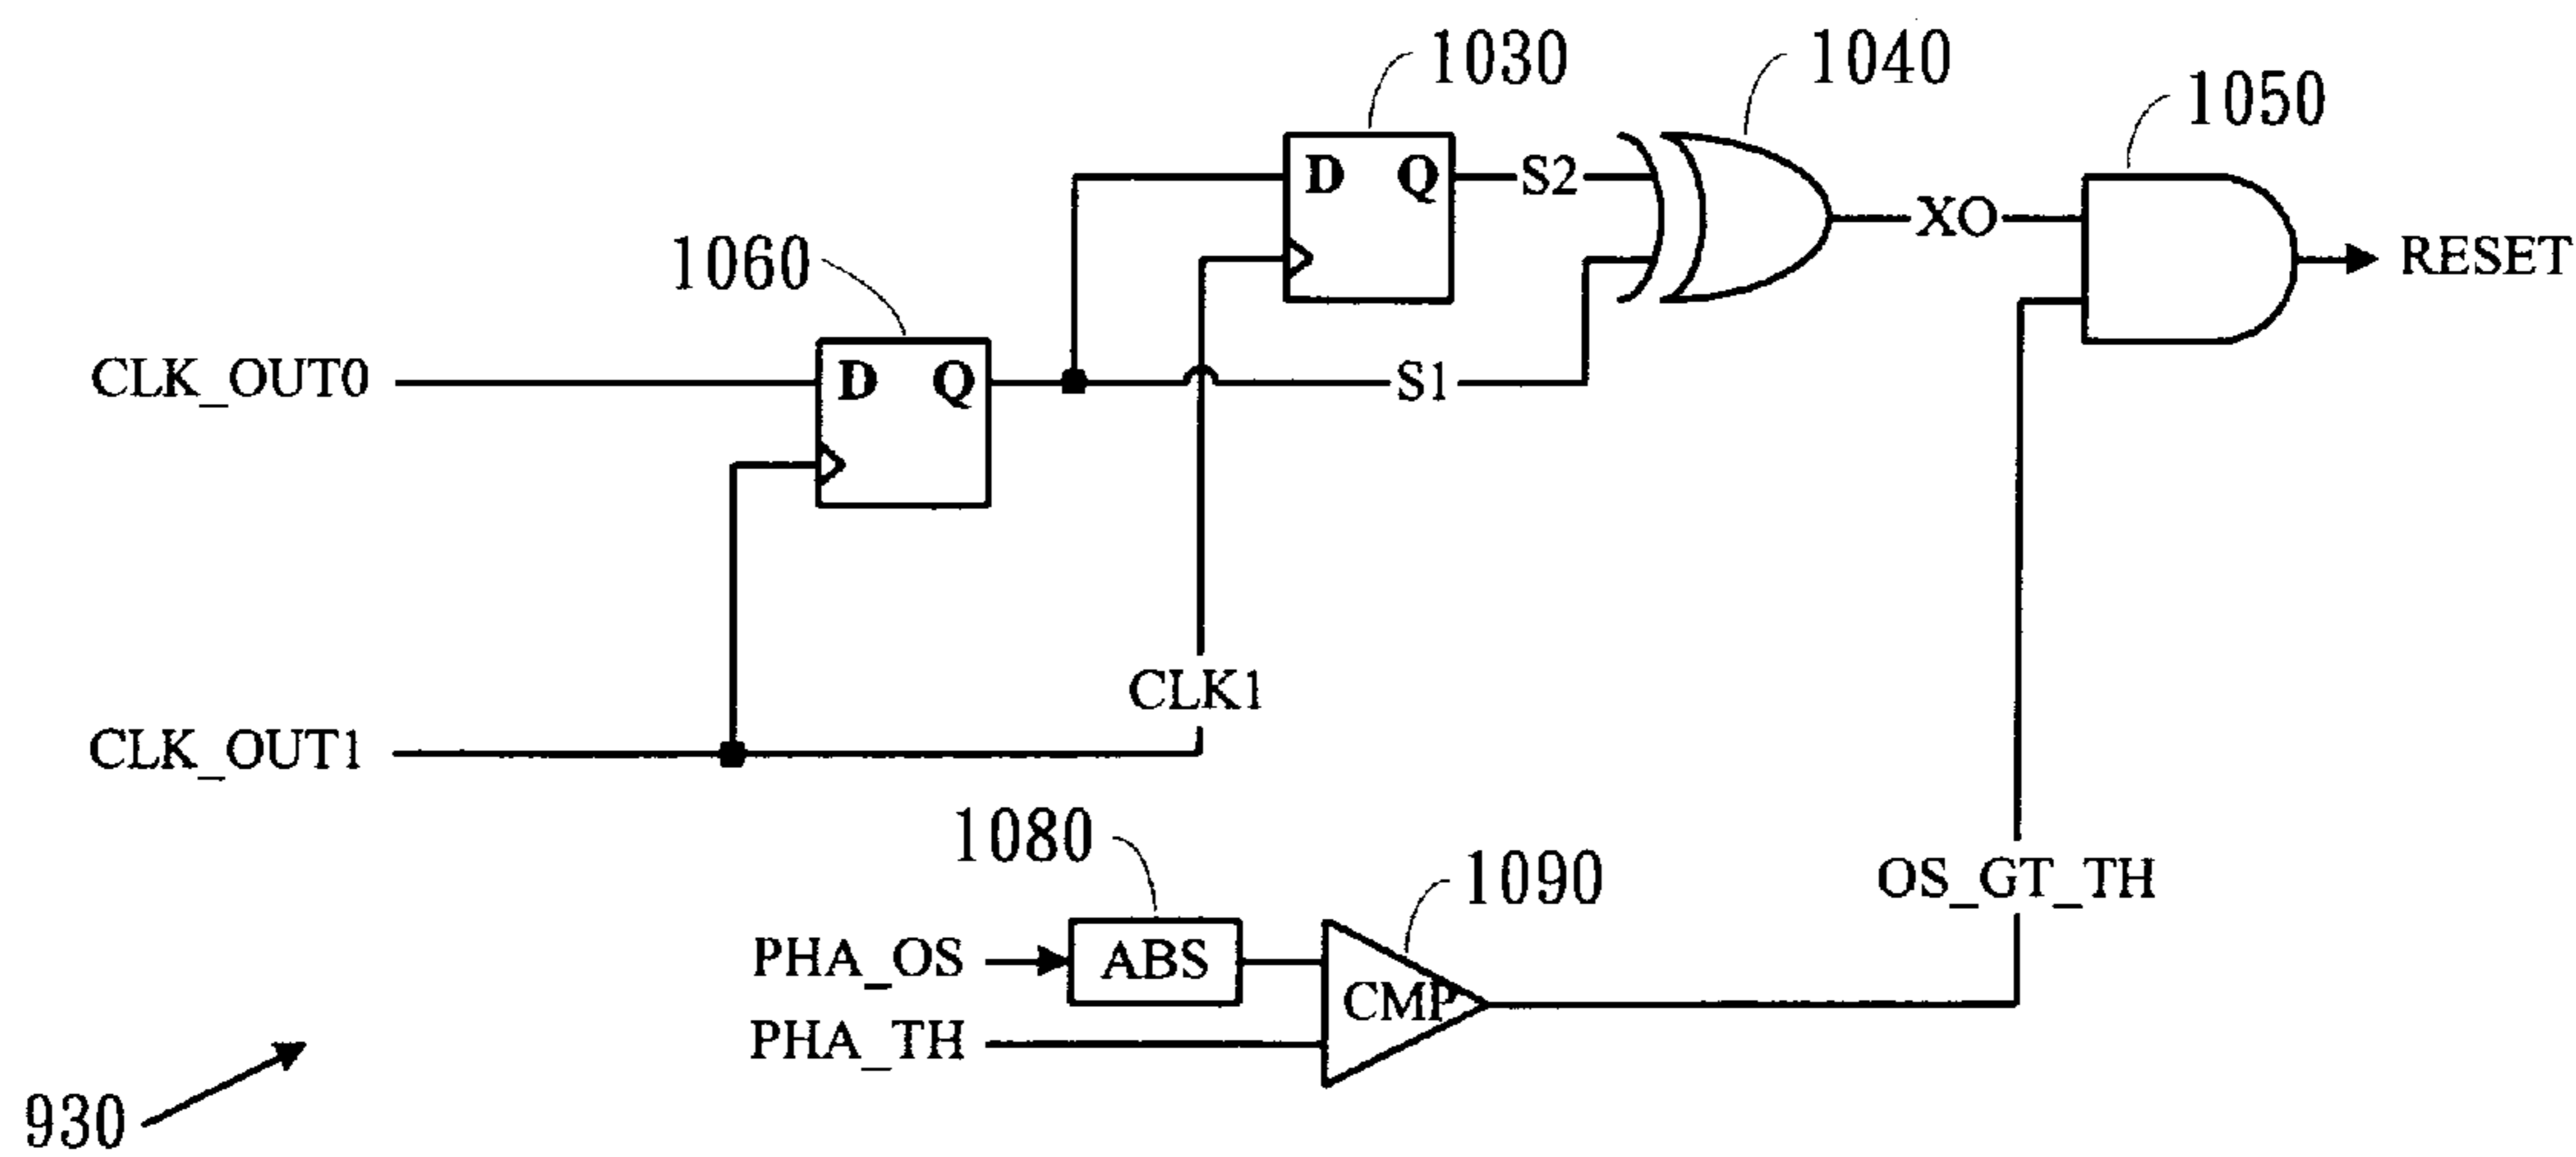 1030
1040
1050
D Q
S2
XO
RESET
1060
CLK_OUT0
D Q
S1
CLK1
CLK_OUT1
1080
1090
OS_GT_TH
PHA_OS
ABS
CMP
PHA_TH
930